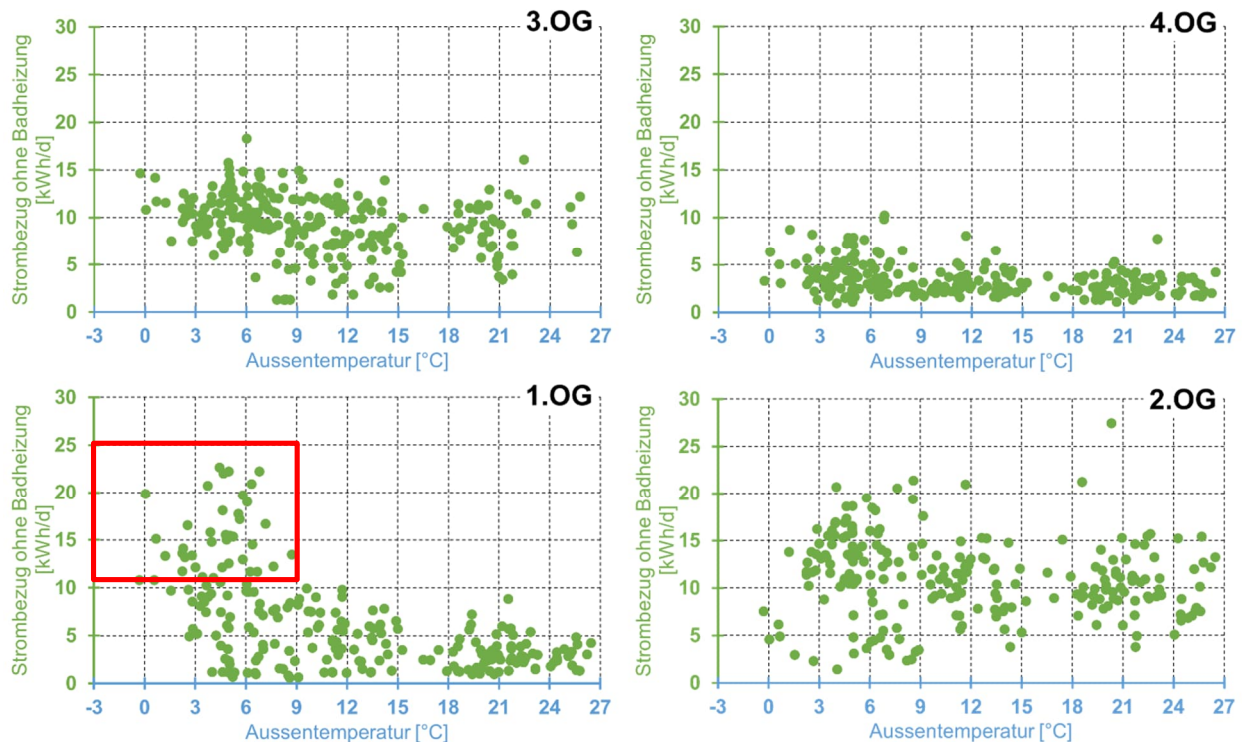 3.OG
Strombezug ohne Badheizung
[kWh/d]
30
25
20
15
10
5
0
-3 0 3 6 9 12 15 18 21 24 27
Aussentemperatur [°C]
4.OG
Strombezug ohne Badheizung
[kWh/d]
30
25
20
15
10
5
0
-3 0 3 6 9 12 15 18 21 24 27
Aussentemperatur [°C]
1.OG
Strombezug ohne Badheizung
[kWh/d]
30
25
20
15
10
5
0
-3 0 3 6 9 12 15 18 21 24 27
Aussentemperatur [°C]
2.OG
Strombezug ohne Badheizung
[kWh/d]
30
25
20
15
10
5
0
-3 0 3 6 9 12 15 18 21 24 27
Aussentemperatur [°C]